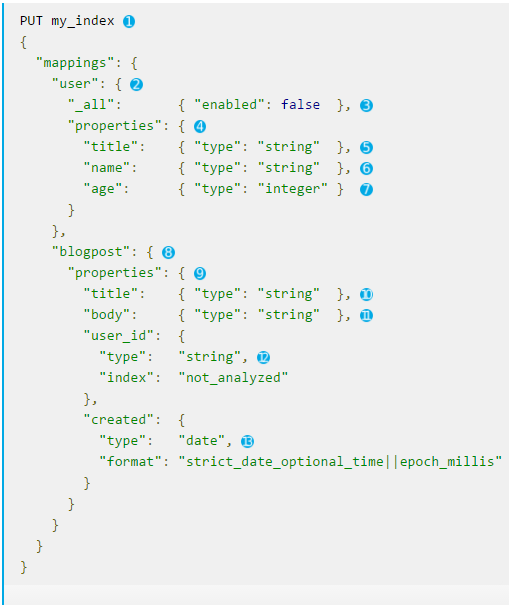 PUT my_index 1
{
  "mappings": {
    "user": { 2
      "_all":       { "enabled": false  }, 3
      "properties": { 4
        "title":    { "type": "string"  }, 5
        "name":     { "type": "string"  }, 6
        "age":      { "type": "integer" }  7
      }
    },
    "blogpost": { 8
      "properties": { 9
        "title":    { "type": "string"  }, 10
        "body":     { "type": "string"  }, 11
        "user_id":  {
          "type":   "string", 12
          "index":  "not_analyzed"
        },
        "created":  {
          "type":   "date", 13
          "format": "strict_date_optional_time||epoch_millis"
        }
      }
    }
  }
}